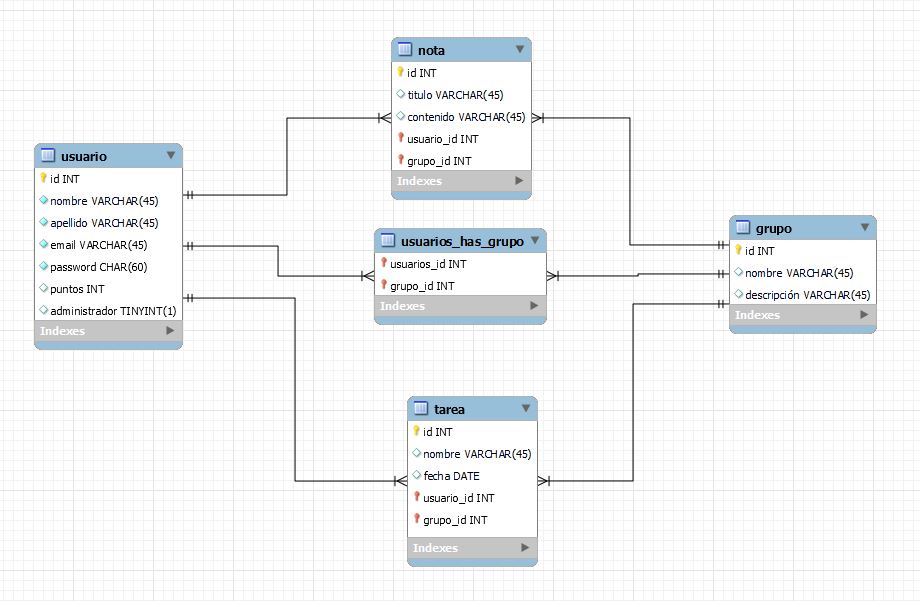 nota
id INT
titulo VARCHAR(45)
contenido VARCHAR(45)
usuario_id INT
grupo_id INT
Indexes
usuario
id INT
nombre VARCHAR(45)
apellido VARCHAR(45)
email VARCHAR(45)
password CHAR(60)
puntos INT
administrador TINYINT(1)
Indexes
usuarios_has_grupo
usuarios_id INT
grupo_id INT
Indexes
grupo
id INT
nombre VARCHAR(45)
descripción VARCHAR(45)
Indexes
tarea
id INT
nombre VARCHAR(45)
fecha DATE
usuario_id INT
grupo_id INT
Indexes